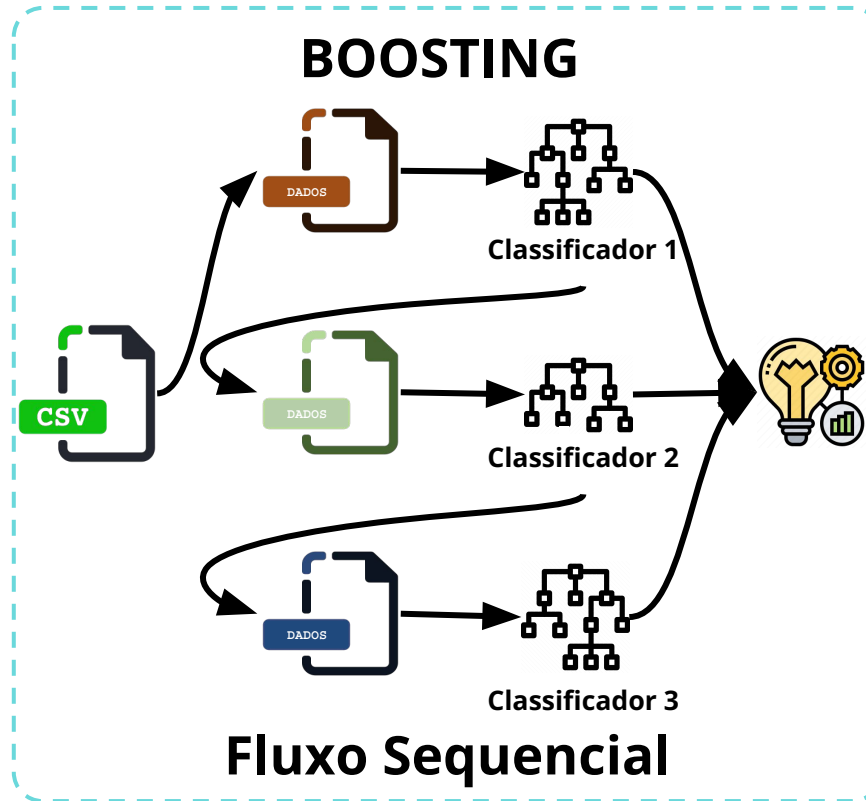 BOOSTING
DADOS
Classificador 1
CSV
DADOS
Classificador 2
DADOS
Classificador 3
Fluxo Sequencial